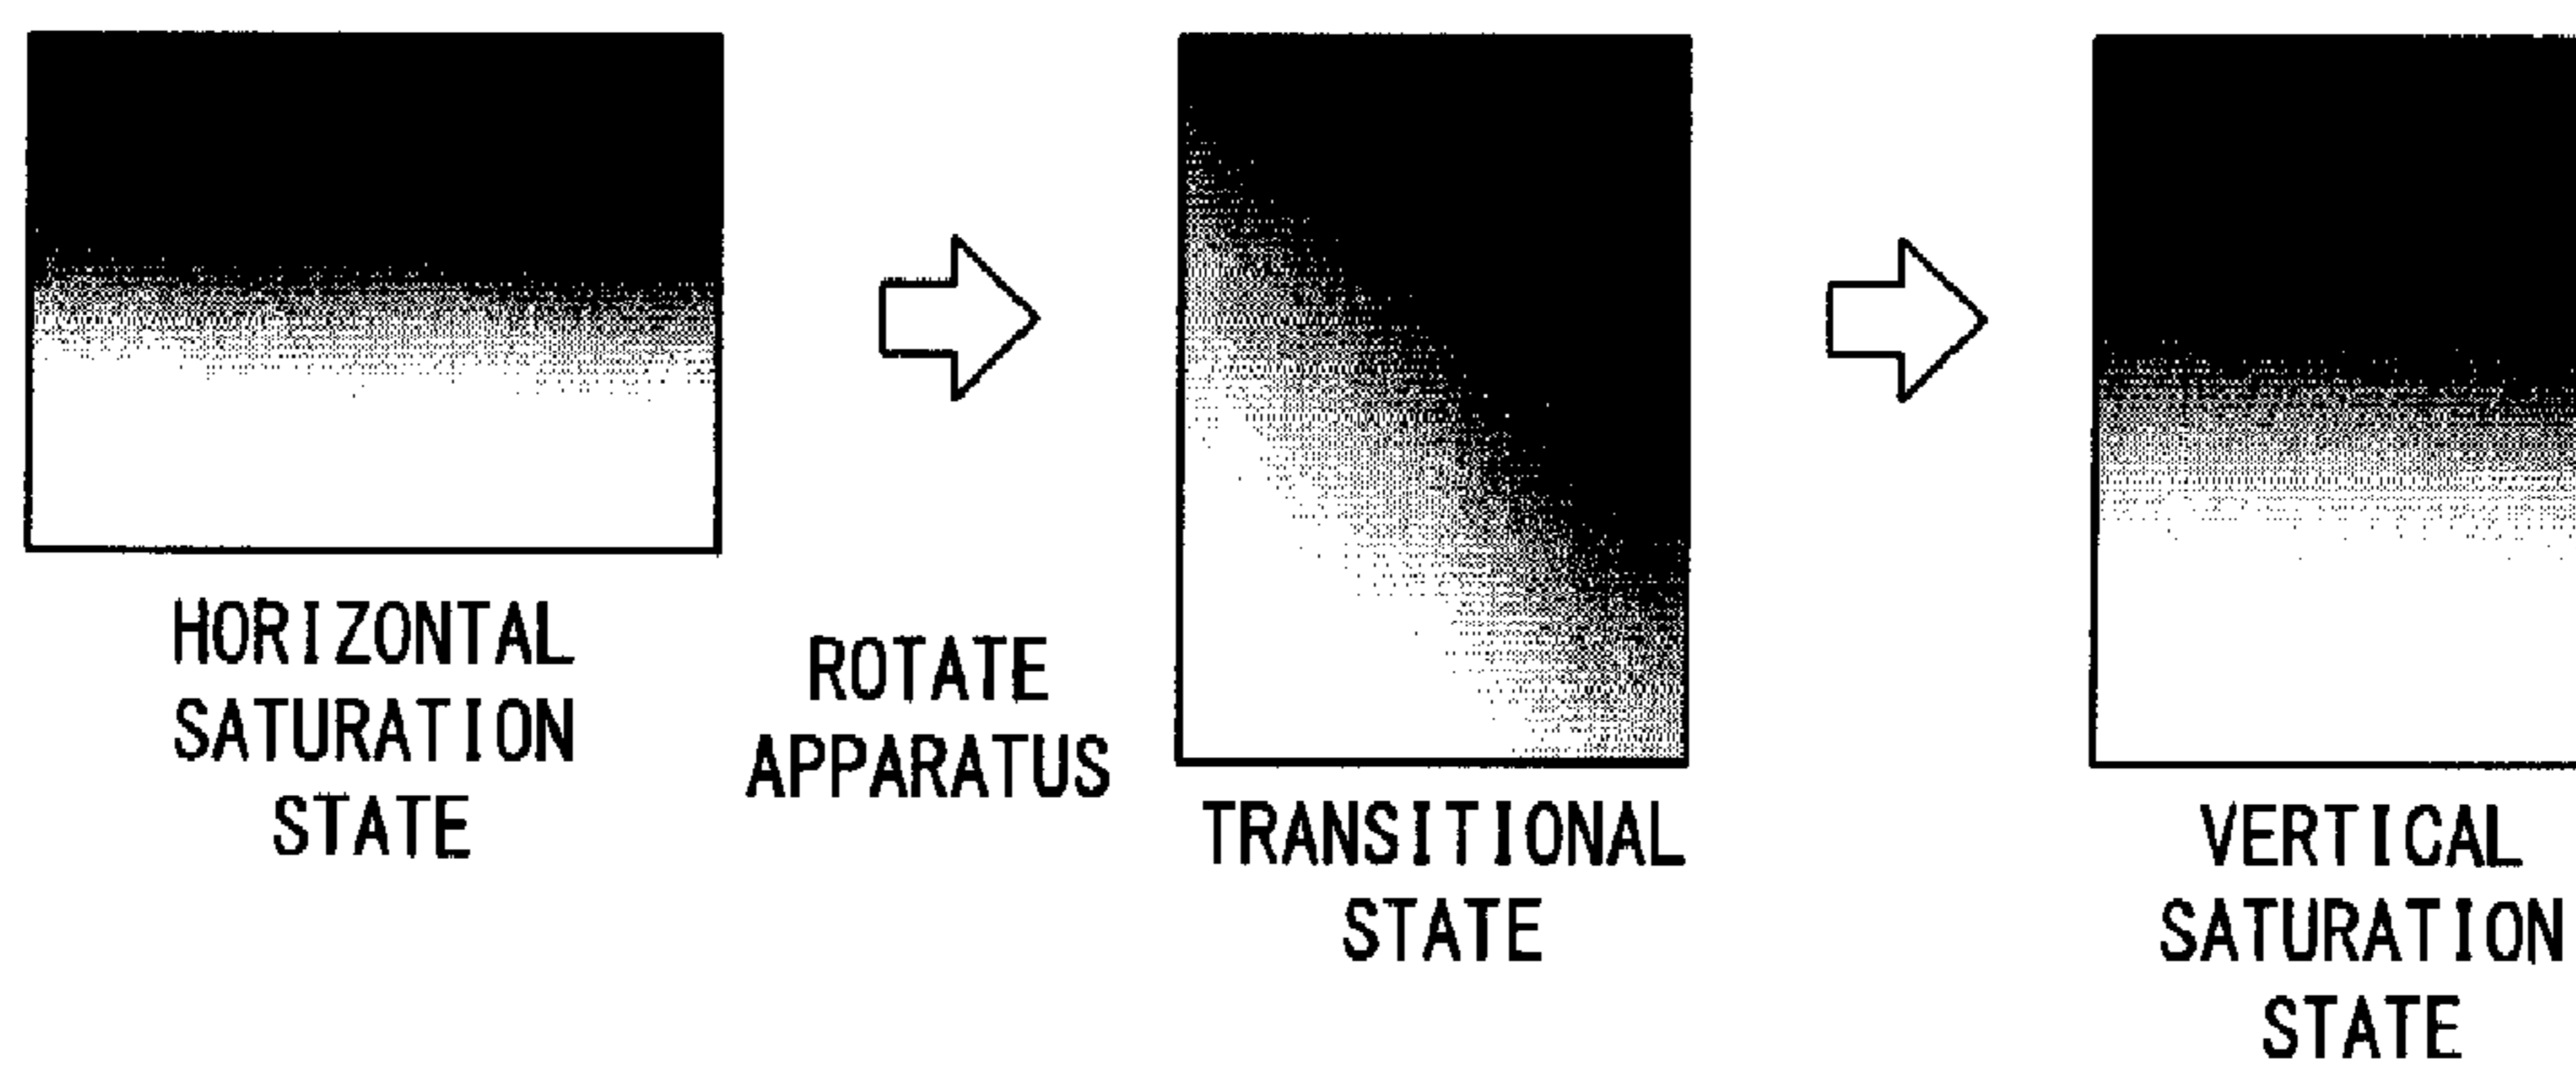 HORIZONTAL
SATURATION
STATE
ROTATE
APPARATUS
TRANSITIONAL
STATE
VERTICAL
SATURATION
STATE